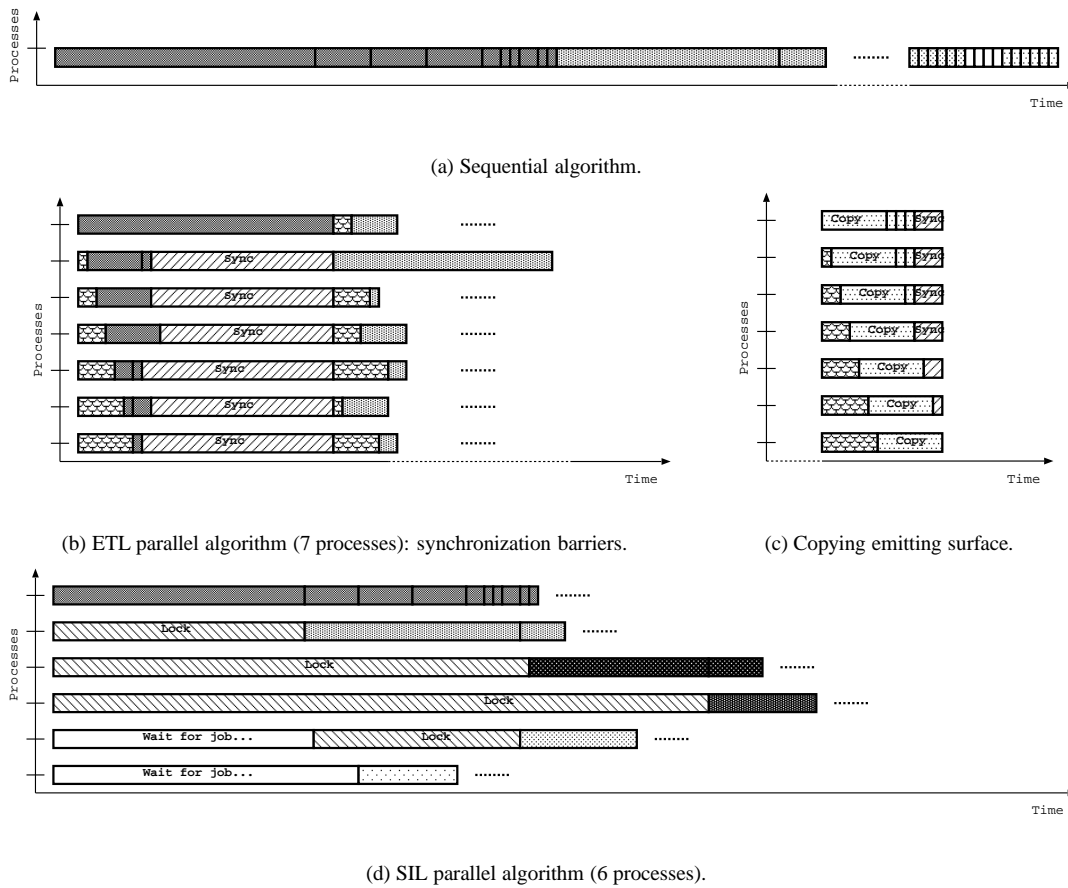 Processes
Time
(a) Sequential algorithm.
Processes
Sync
Sync
Sync
Sync
Sync
Sync
Time
(b) ETL parallel algorithm (7 processes): synchronization barriers.
Processes
Copy Sync
Copy Sync
Copy Sync
Copy Sync
Copy
Copy
Copy
Time
(c) Copying emitting surface.
Processes
Lock
Lock
Lock
Wait for job... Lock
Wait for job...
Time
(d) SIL parallel algorithm (6 processes).